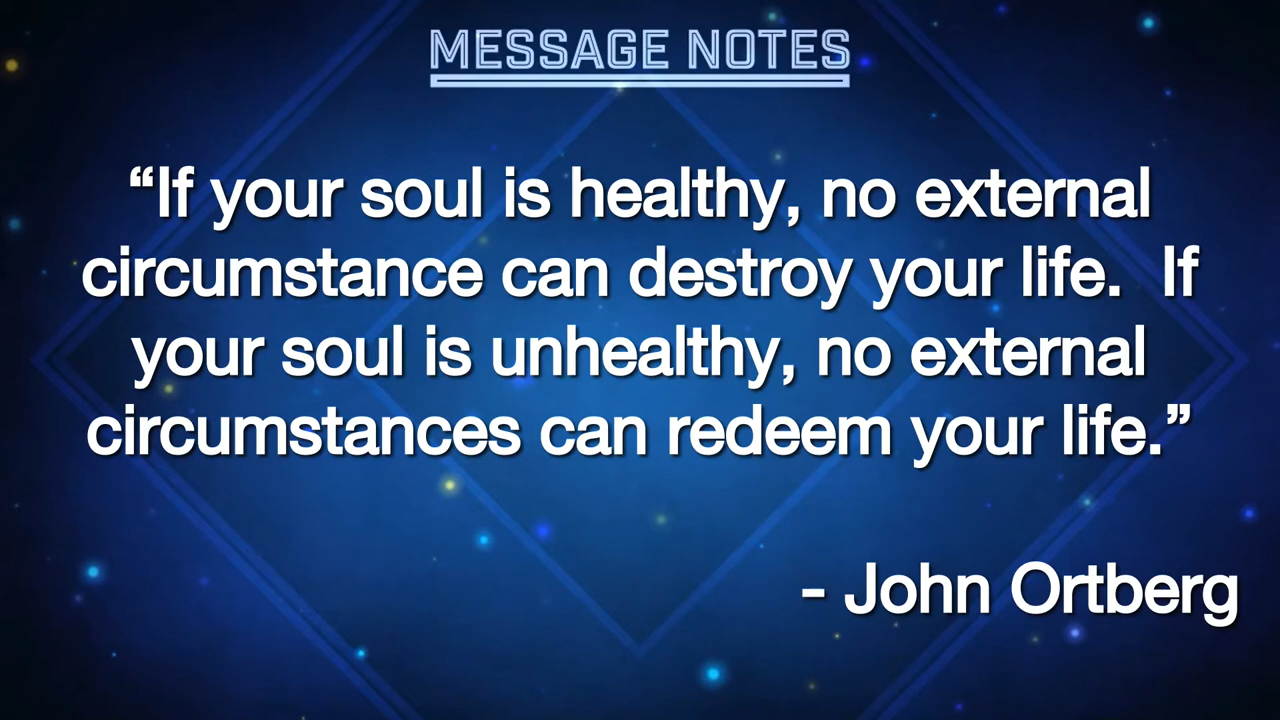 MESSAGE NOTES
“If your soul is healthy, no external
circumstance can destroy your life.  If
your soul is unhealthy, no external
circumstances can redeem your life.”
- John Ortberg